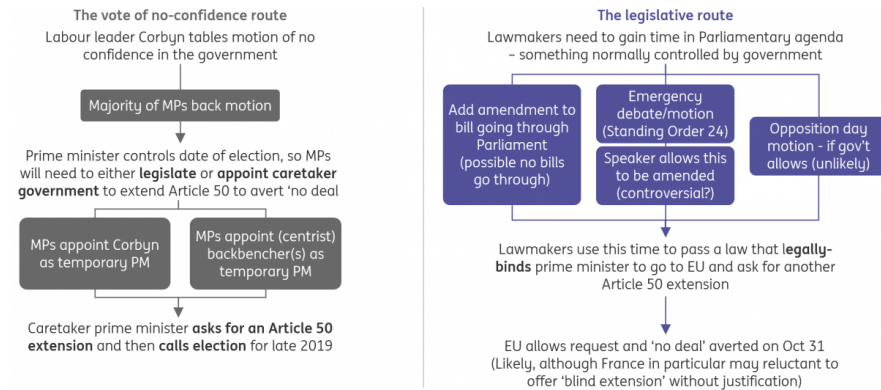 The vote of no-confidence route
Labour leader Corbyn tables motion of no
confidence in the government
Majority of MPs back motion
Prime minister controls date of election, so MPs
will need to either legislate or appoint caretaker
government to extend Article 50 to avert ‘no deal
MPs appoint Corbyn
as temporary PM
MPs appoint (centrist)
backbencher(s) as
temporary PM
Caretaker prime minister asks for an Article 50
extension and then calls election for late 2019
The legislative route
Lawmakers need to gain time in Parliamentary agenda
– something normally controlled by government
Add amendment to
bill going through
Parliament
(possible no bills
go through)
Emergency
debate/motion
(Standing Order 24)
Speaker allows this
to be amended
(controversial?)
Opposition day
motion - if gov’t
allows (unlikely)
Lawmakers use this time to pass a law that legally-
binds prime minister to go to EU and ask for another
Article 50 extension
EU allows request and ‘no deal’ averted on Oct 31
(Likely, although France in particular may reluctant to
offer ‘blind extension’ without justification)